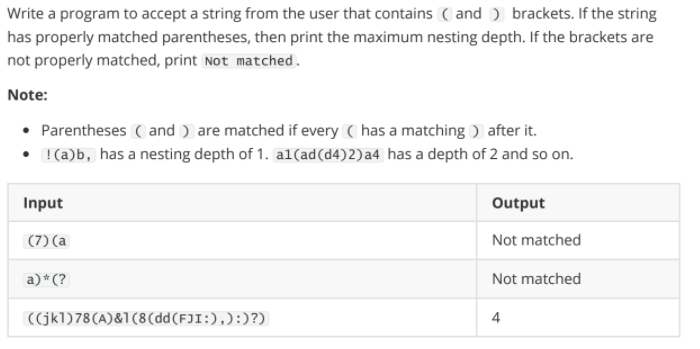 Write a program to accept a string from the user that contains ( and ) brackets. If the string
has properly matched parentheses, then print the maximum nesting depth. If the brackets are
not properly matched, print Not matched.
Note:
• Parentheses ( and ) are matched if every ( has a matching ) after it.
• !(a)b, has a nesting depth of 1. a1(ad(d4)2)a4 has a depth of 2 and so on.
Input Output
(7)(a Not matched
a)*(? Not matched
((jkl)78(A)&l(8(dd(FJI:),):)?) 4